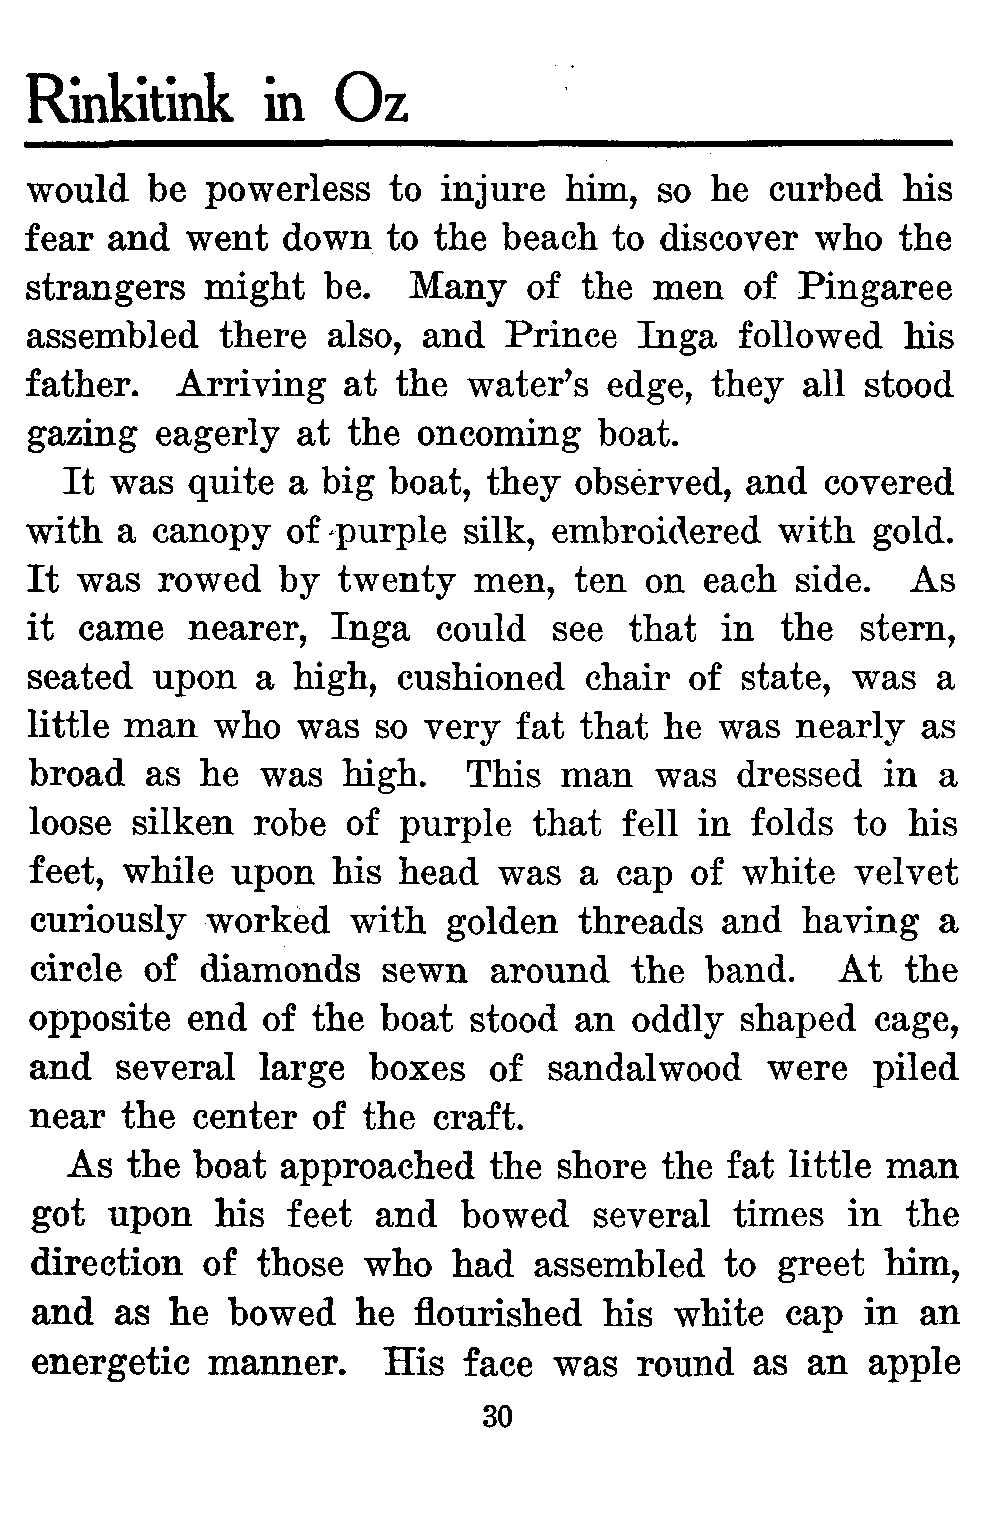 Rinkitink in Oz
would be powerless to injure him, so he curbed his
fear and went down to the beach to discover who the
strangers might be. Many of the men of Pingaree
assembled there also, and Prince Inga followed his
father. Arriving at the water's edge, they all stood
gazing eagerly at the oncoming boat.
It was quite a big boat, they observed, and covered
with a canopy of purple silk, embroidered with gold.
It was rowed by twenty men, ten on each side. As
it came nearer, Inga could see that in the stern,
seated upon a high, cushioned chair of state, was a
little man who was so very fat that he was nearly as
broad as he was high. This man was dressed in a
loose silken robe of purple that fell in folds to his
feet, while upon his head was a cap of white velvet
curiously worked with golden threads and having a
circle of diamonds sewn around the band. At the
opposite end of the boat stood an oddly shaped cage,
and several large boxes of sandalwood were piled
near the center of the craft.
As the boat approached the shore the fat little man
got upon his feet and bowed several times in the
direction of those who had assembled to greet him,
and as he bowed he flourished his white cap in an
energetic manner. His face was round as an apple
30